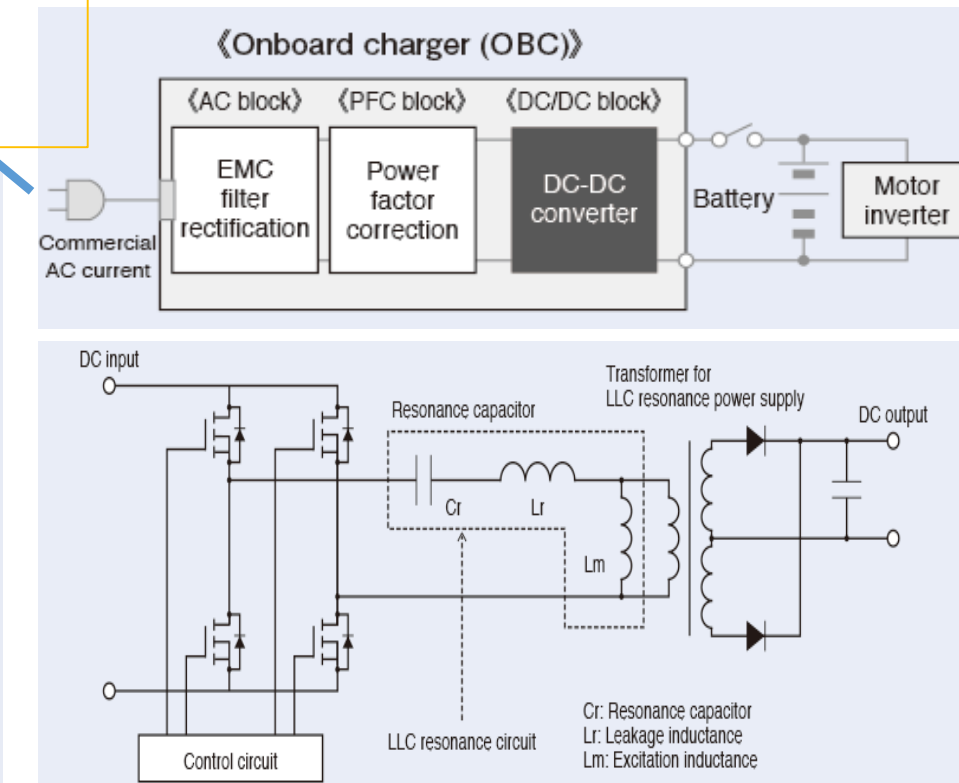 《Onboard charger (OBC)》
《AC block》 《PFC block》 《DC/DC block》
EMC
filter
rectification
Power
factor
correction
DC-DC
converter
Battery
Motor
inverter
Commercial
AC current
DC input
Transformer for
LLC resonance power supply
Resonance capacitor
DC output
Cr
Lr
Lm
Cr: Resonance capacitor
Lr: Leakage inductance
Lm: Excitation inductance
LLC resonance circuit
Control circuit